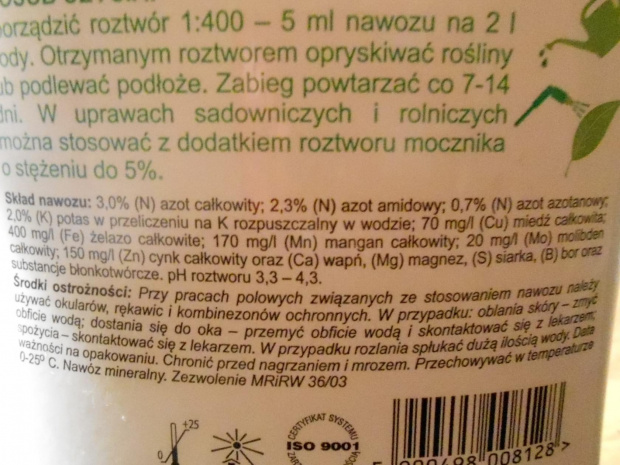 porządzić roztwór 1:400 – 5 ml nawozu na 2 l
ody. Otrzymanym roztworem opryskiwać rośliny
ub podlewać podłoże. Zabieg powtarzać co 7-14
dni. W uprawach sadowniczych i rolniczych
można stosować z dodatkiem roztworu mocznika
o stężeniu do 5%.
Skład nawozu: 3,0% (N) azot całkowity; 2,3% (N) azot amidowy; 0,7% (N) azot azotanowy;
2,0% (K) potas w przeliczeniu na K rozpuszczalny w wodzie; 70 mg/l (Cu) miedź całkowita;
400 mg/l (Fe) żelazo całkowite; 170 mg/l (Mn) mangan całkowity; 20 mg/l (Mo) molibden
całkowity; 150 mg/l (Zn) cynk całkowity oraz (Ca) wapń, (Mg) magnez, (S) siarka, (B) bor oraz
substancje błonkotwórcze. pH roztworu 3,3 – 4,3.
Środki ostrożności: Przy pracach polowych związanych ze stosowaniem nawozu należy
używać okularów, rękawic i kombinezonów ochronnych. W przypadku: oblania skóry – zmyć
obficie wodą; dostania się do oka – przemyć obficie wodą i skontaktować się z lekarzem;
spożycia – skontaktować się z lekarzem. W przypadku rozlania spłukać dużą ilością wody. Data
ważności na opakowaniu. Chronić przed nagrzaniem i mrozem. Przechowywać w temperaturze
0-25º C. Nawóz mineralny. Zezwolenie MRiRW 36/03
+25
0
CERTYFIKAT SYSTEMU
ISO 9001
008128 >